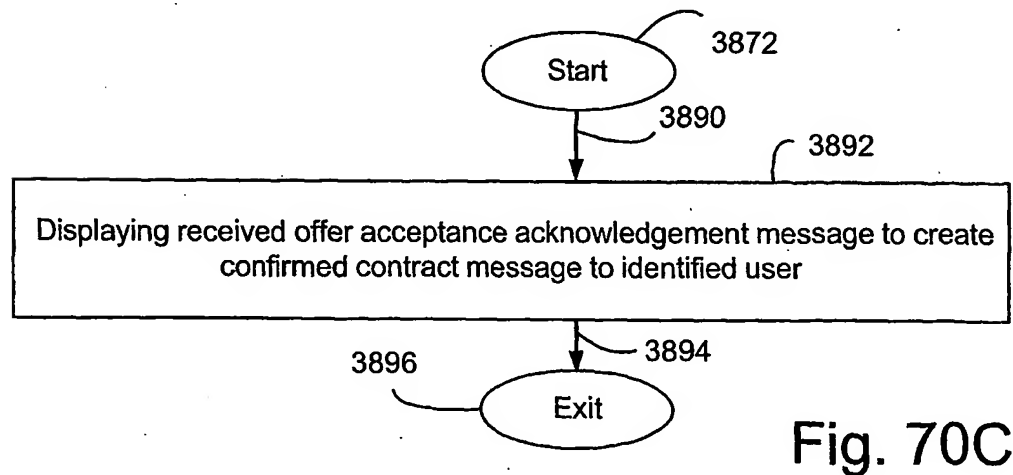 3872
Start
3890
3892
Displaying received offer acceptance acknowledgement message to create
confirmed contract message to identified user
3894
3896
Exit
Fig. 70C